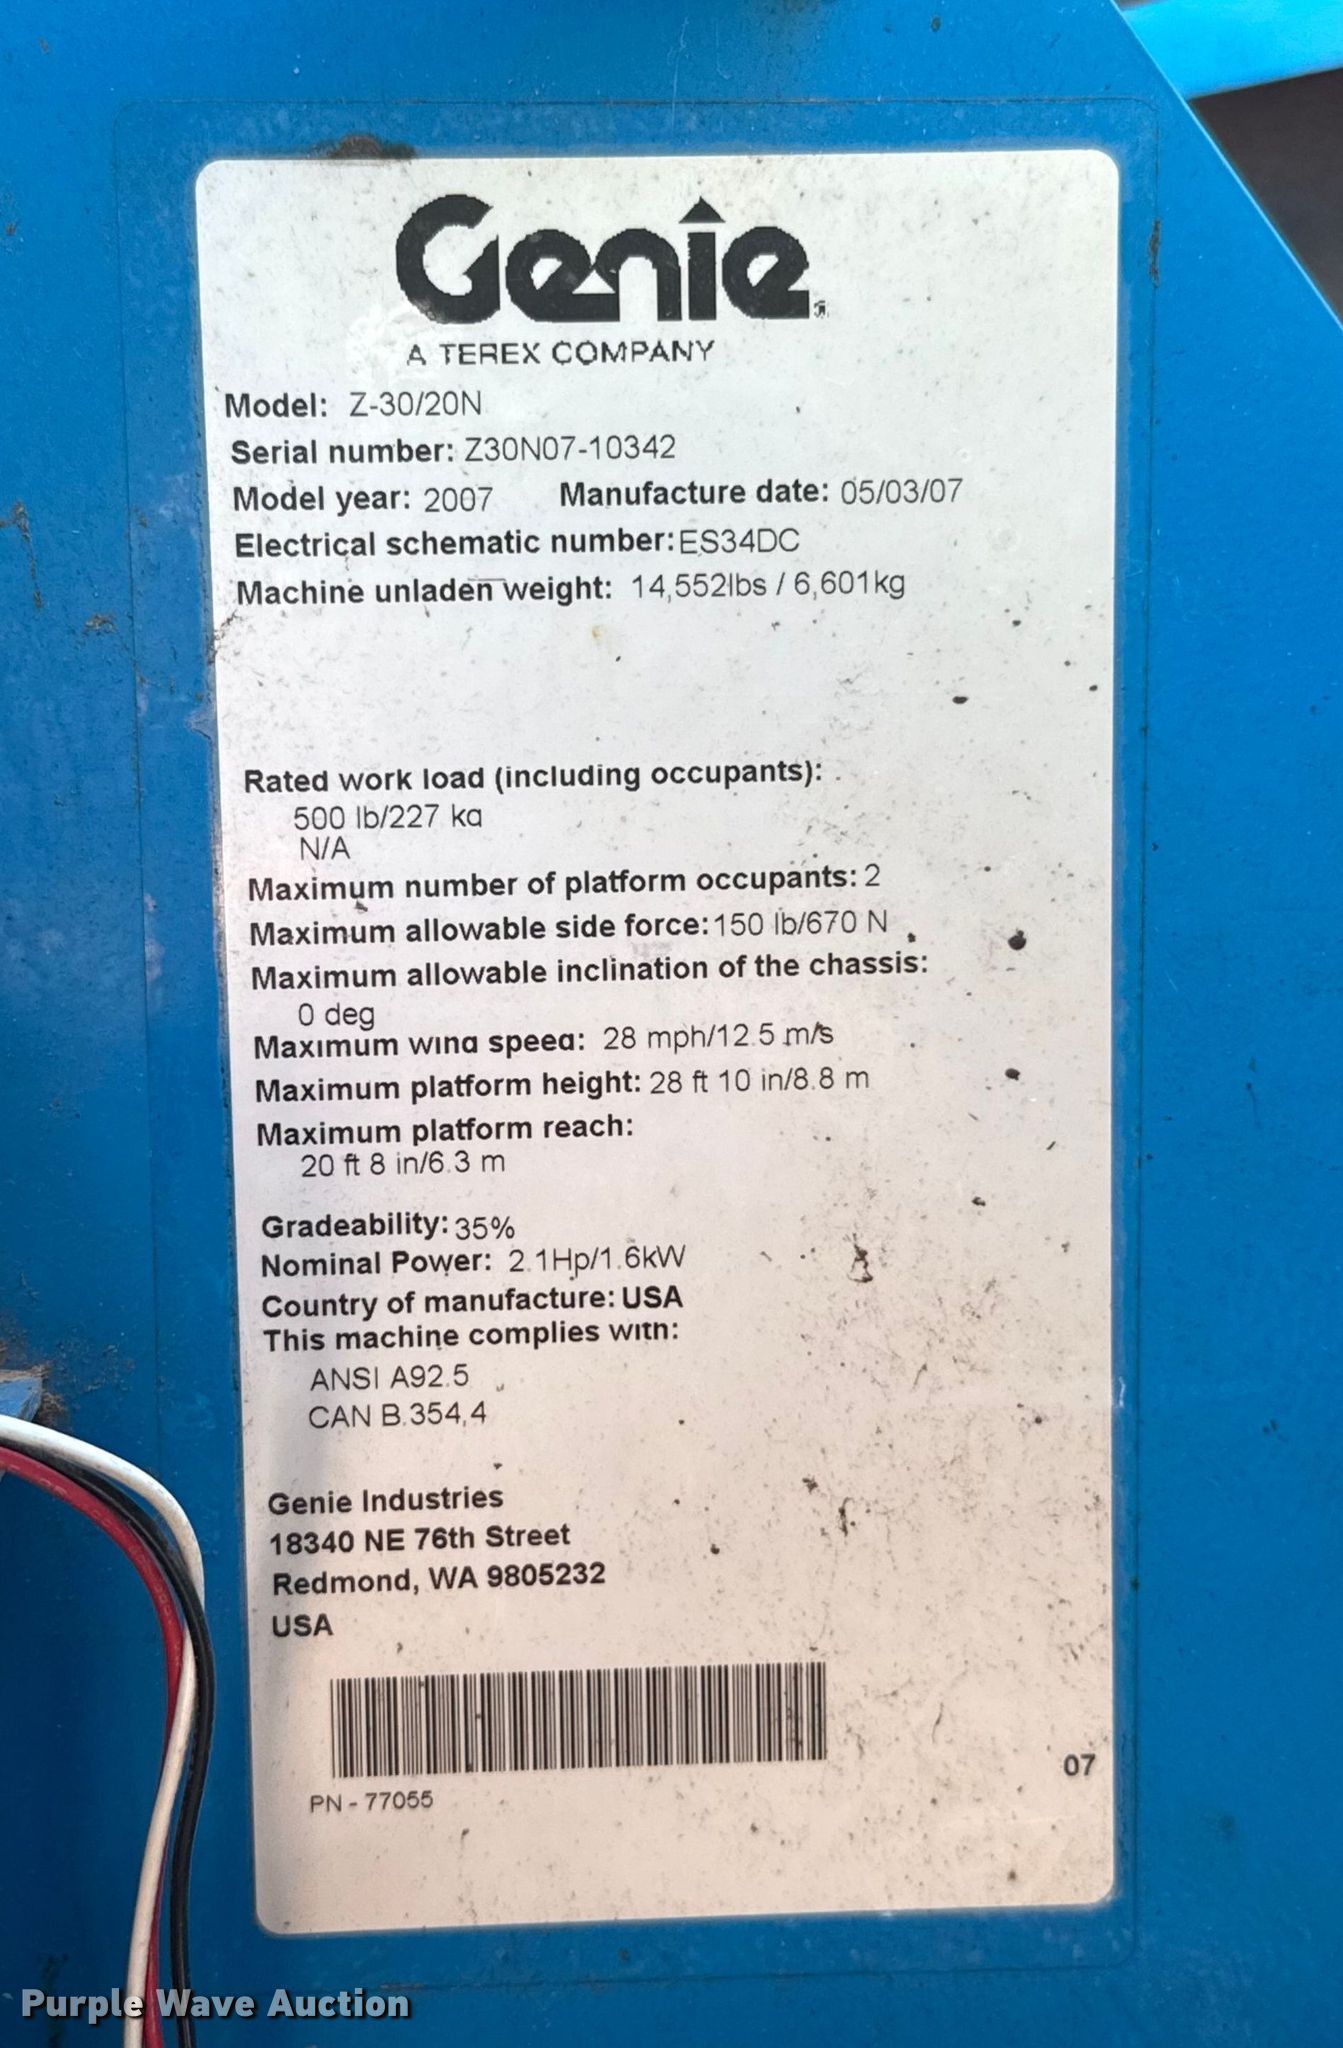 Genie
A TEREX COMPANY
Model: Z-30/20N
Serial number: Z30N07-10342
Model year: 2007 Manufacture date: 05/03/07
Electrical schematic number: ES34DC
Machine unladen weight: 14,552lbs / 6,601kg
Rated work load (including occupants):
500 lb/227 kg
N/A
Maximum number of platform occupants: 2
Maximum allowable side force: 150 lb/670 N
Maximum allowable inclination of the chassis:
0 deg
Maximum wind speed: 28 mph/12.5 m/s
Maximum platform height: 28 ft 10 in/8.8 m
Maximum platform reach:
20 ft 8 in/6.3 m
Gradeability: 35%
Nominal Power: 2.1Hp/1.6kW
Country of manufacture: USA
This machine complies with:
ANSI A92.5
CAN B.354.4
Genie Industries
18340 NE 76th Street
Redmond, WA 9805232
USA
PN - 77055
07
Purple Wave Auction